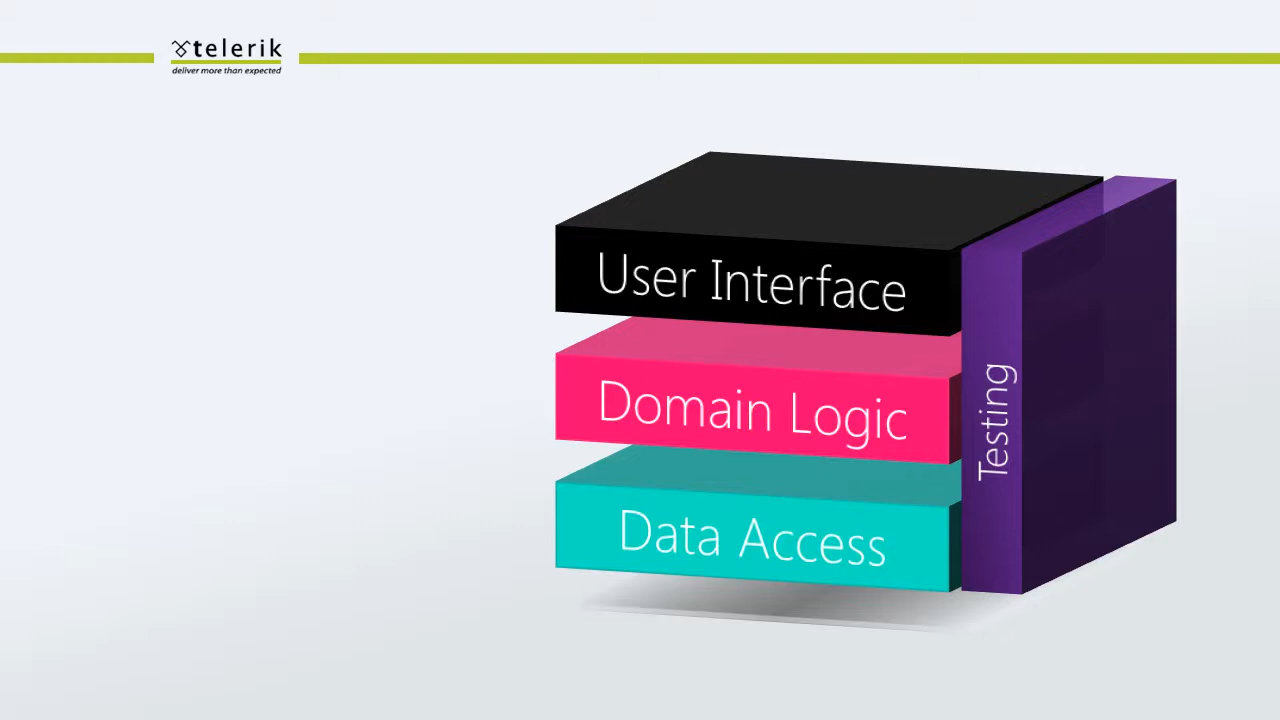 telerik
deliver more than expected
User Interface
Domain Logic
Data Access
Testing